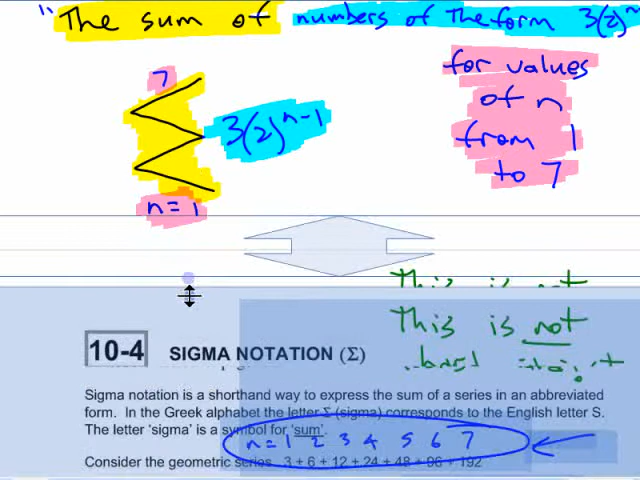 "The sum of numbers of the form 3(2)ⁿ
for values
of n
from 1
to 7
7
Σ 3(2)ⁿ⁻¹
n = 1
This is not
This is not
10-4 SIGMA NOTATION (Σ)
Sigma notation is a shorthand way to express the sum of a series in an abbreviated
form. In the Greek alphabet the letter Σ (sigma) corresponds to the English letter S.
The letter 'sigma' is a symbol for 'sum'.
n = 1 2 3 4 5 6 7
Consider the geometric series 3 + 6 + 12 + 24 + 48 + 96 + 192